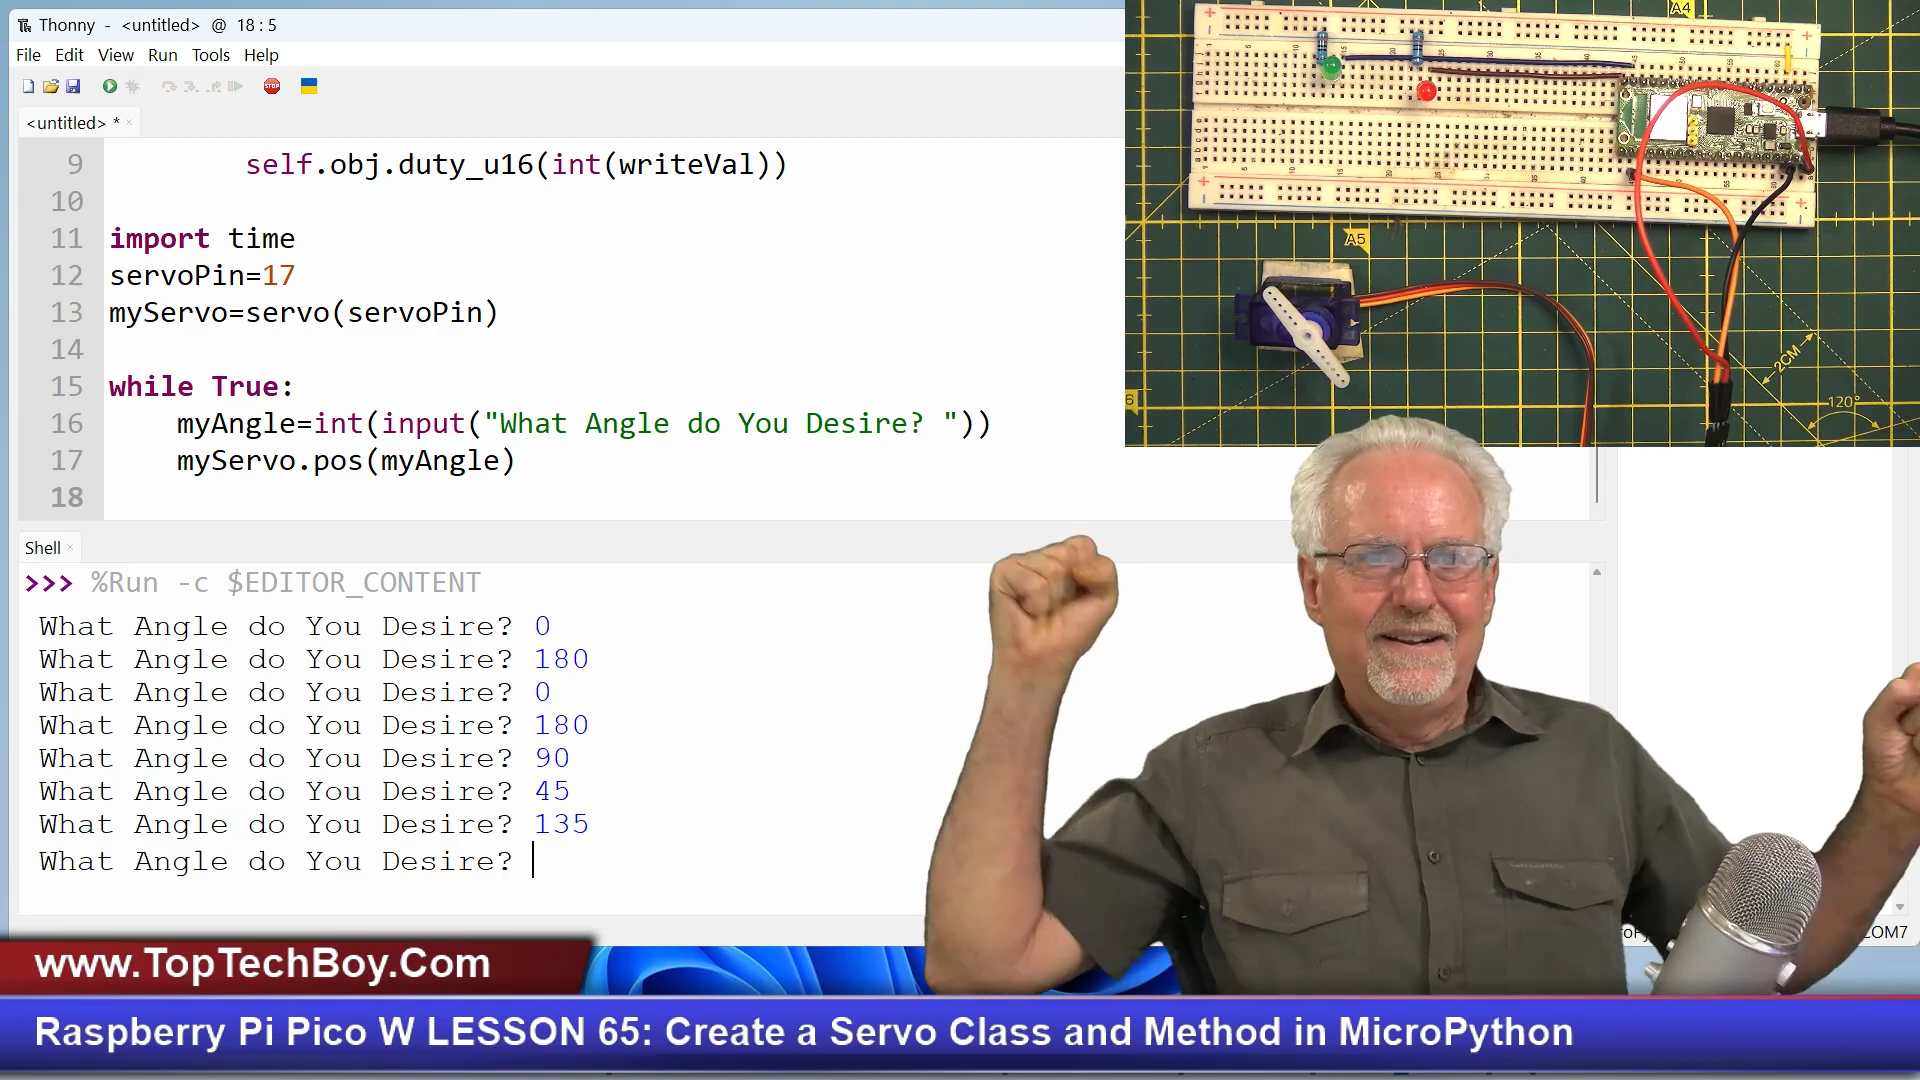 Thonny - <untitled> @ 18 : 5
File Edit View Run Tools Help
STOP
<untitled> * ×
9 self.obj.duty_u16(int(writeVal))
10
11 import time
12 servoPin=17
13 myServo=servo(servoPin)
14
15 while True:
16 myAngle=int(input("What Angle do You Desire? "))
17 myServo.pos(myAngle)
18
Shell ×
>>> %Run -c $EDITOR_CONTENT
What Angle do You Desire? 0
What Angle do You Desire? 180
What Angle do You Desire? 0
What Angle do You Desire? 180
What Angle do You Desire? 90
What Angle do You Desire? 45
What Angle do You Desire? 135
What Angle do You Desire?
A4
A5
2CM
120°
COM7
www.TopTechBoy.Com
Raspberry Pi Pico W LESSON 65: Create a Servo Class and Method in MicroPython